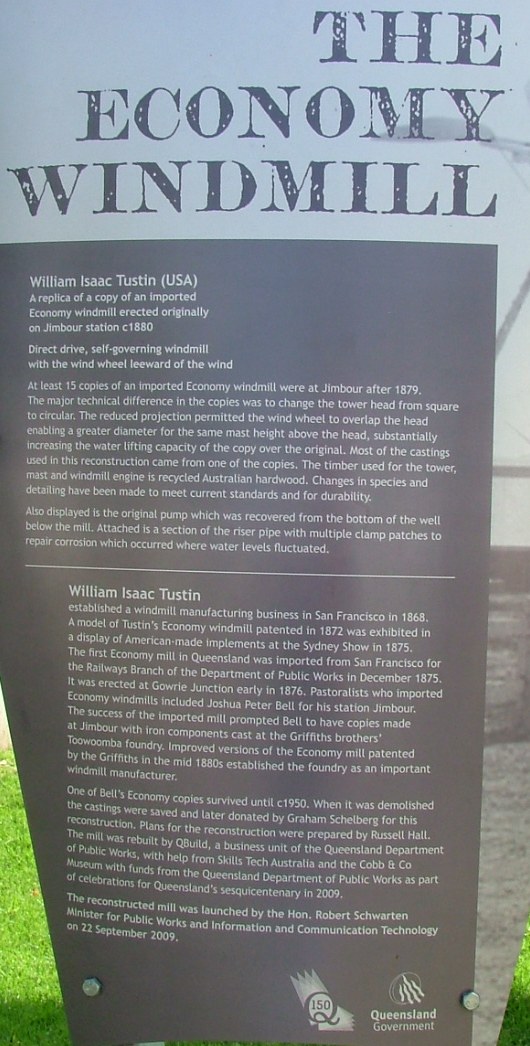 THE
ECONOMY
WINDMILL
William Isaac Tustin (USA)
A replica of a copy of an imported
Economy windmill erected originally
on Jimbour station c1880
Direct drive, self-governing windmill
with the wind wheel leeward of the wind
At least 15 copies of an imported Economy windmill were at Jimbour after 1879.
The major technical difference in the copies was to change the tower head from square
to circular. The reduced projection permitted the wind wheel to overlap the head
enabling a greater diameter for the same mast height above the head, substantially
increasing the water lifting capacity of the copy over the original. Most of the castings
used in this reconstruction came from one of the copies. The timber used for the tower,
mast and windmill engine is recycled Australian hardwood. Changes in species and
detailing have been made to meet current standards and for durability.
Also displayed is the original pump which was recovered from the bottom of the well
below the mill. Attached is a section of the riser pipe with multiple clamp patches to
repair corrosion which occurred where water levels fluctuated.
William Isaac Tustin
established a windmill manufacturing business in San Francisco in 1868.
A model of Tustin's Economy windmill patented in 1872 was exhibited in
a display of American-made implements at the Sydney Show in 1875.
The first Economy mill in Queensland was imported from San Francisco for
the Railways Branch of the Department of Public Works in December 1875.
It was erected at Gowrie Junction early in 1876. Pastoralists who imported
Economy windmills included Joshua Peter Bell for his station Jimbour.
The success of the imported mill prompted Bell to have copies made
at Jimbour with iron components cast at the Griffiths brothers'
Toowoomba foundry. Improved versions of the Economy mill patented
by the Griffiths in the mid 1880s established the foundry as an important
windmill manufacturer.
One of Bell's Economy copies survived until c1950. When it was demolished
the castings were saved and later donated by Graham Schelberg for this
reconstruction. Plans for the reconstruction were prepared by Russell Hall.
The mill was rebuilt by QBuild, a business unit of the Queensland Department
of Public Works, with help from Skills Tech Australia and the Cobb & Co
Museum with funds from the Queensland Department of Public Works as part
of celebrations for Queensland's sesquicentenary in 2009.
The reconstructed mill was launched by the Hon. Robert Schwarten
Minister for Public Works and Information and Communication Technology
on 22 September 2009.
Q150
Queensland
Government